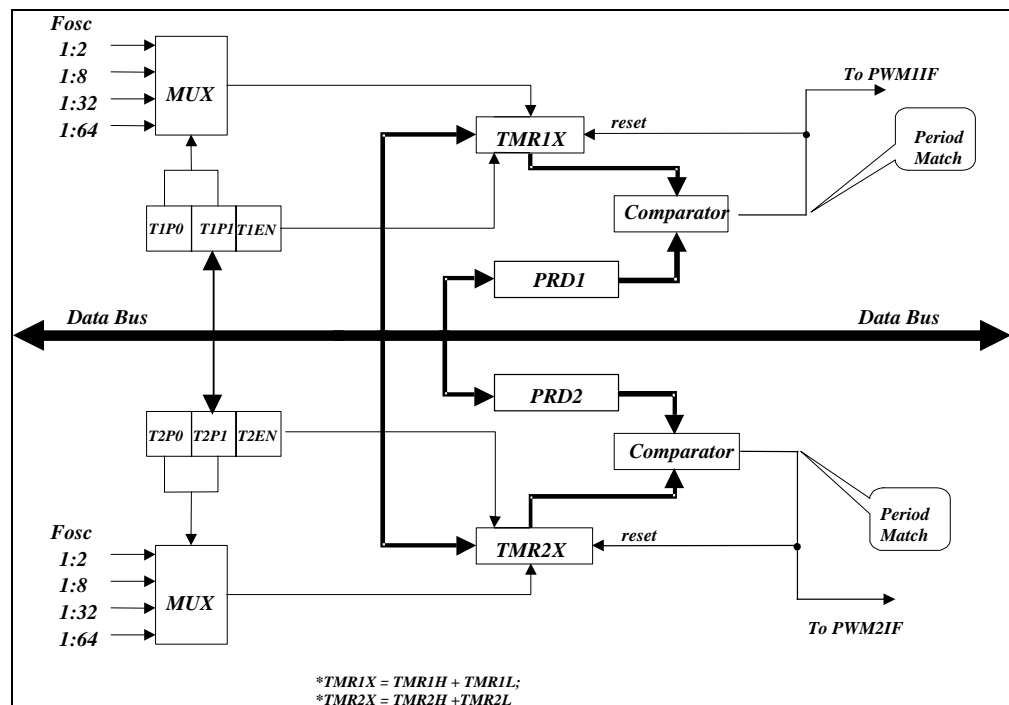 Fosc
1:2
1:8
1:32
1:64
MUX
T1P0 T1P1 T1EN
TMR1X
reset
To PWM1IF
Period
Match
Comparator
PRD1
Data Bus
Data Bus
PRD2
T2P0 T2P1 T2EN
Comparator
Period
Match
Fosc
1:2
1:8
1:32
1:64
MUX
TMR2X
reset
To PWM2IF
*TMR1X = TMR1H + TMR1L;
*TMR2X = TMR2H +TMR2L